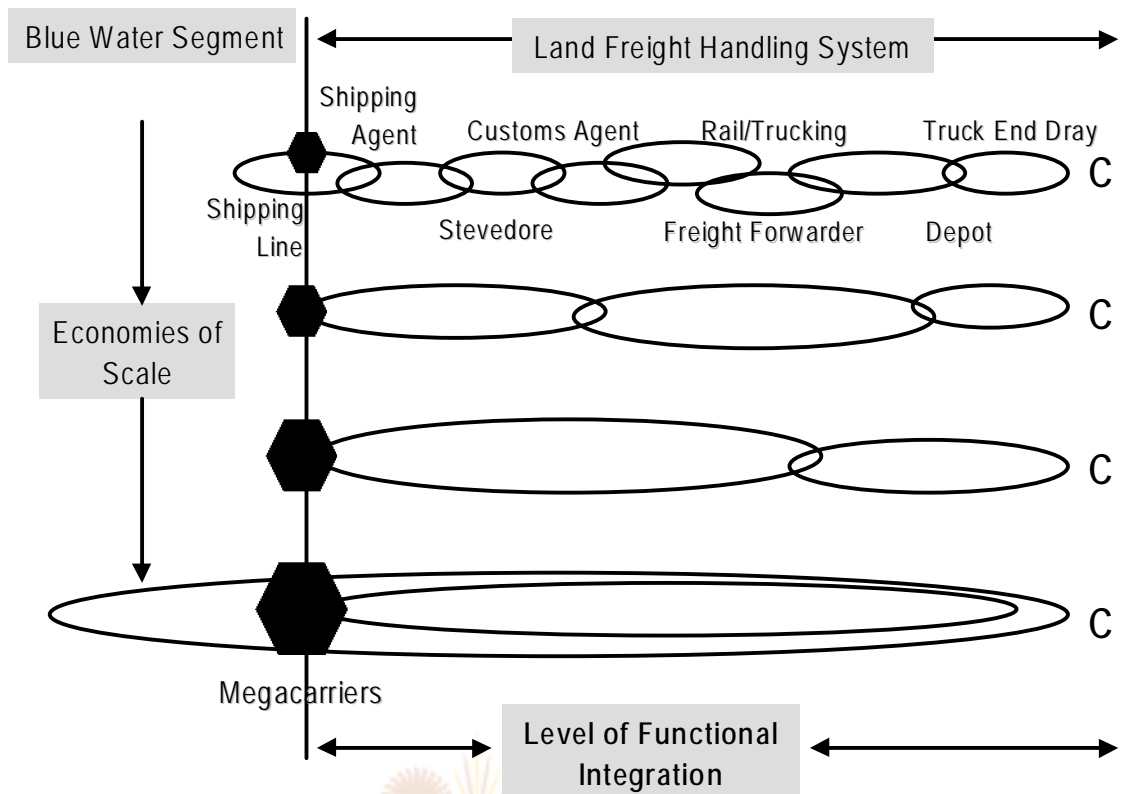 Blue Water Segment
Land Freight Handling System
Shipping
Agent
Customs Agent
Rail/Trucking
Truck End Dray
C
Shipping
Line
Stevedore
Freight Forwarder
Depot
C
Economies of
Scale
C
C
Megacarriers
Level of Functional
Integration